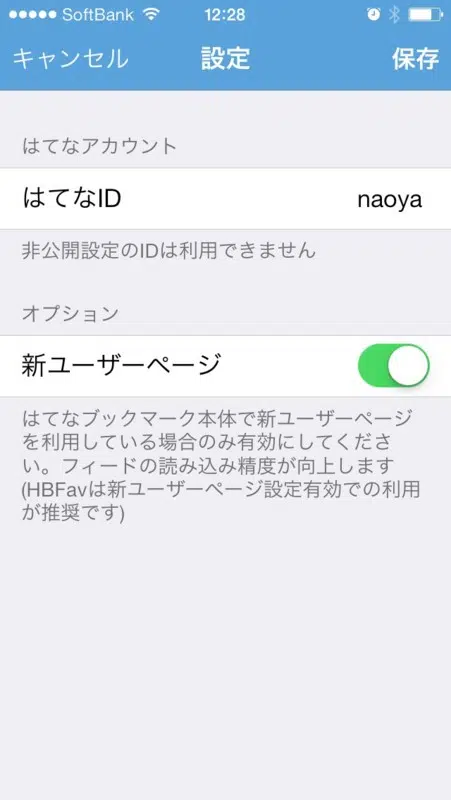 SoftBank 12:28
キャンセル 設定 保存
はてなアカウント
はてなID naoya
非公開設定のIDは利用できません
オプション
新ユーザーページ
はてなブックマーク本体で新ユーザーページ
を利用している場合のみ有効にしてくださ
い。フィードの読み込み精度が向上します
(HBFavは新ユーザーページ設定有効での利用
が推奨です)